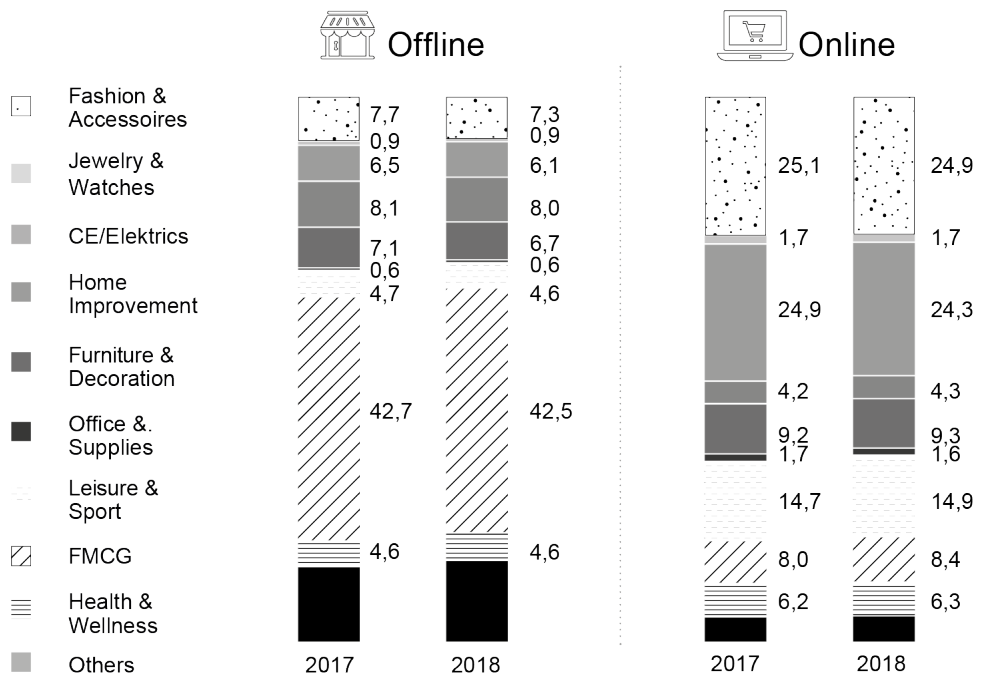 Offline
Online
Fashion &
Accessoires
Jewelry &
Watches
CE/Elektrics
Home
Improvement
Furniture &
Decoration
Office &.
Supplies
Leisure &
Sport
FMCG
Health &
Wellness
Others
7,7
0,9
6,5
8,1
7,1
0,6
4,7
42,7
4,6
2017
7,3
0,9
6,1
8,0
6,7
0,6
4,6
42,5
4,6
2018
25,1
1,7
24,9
4,2
9,2
1,7
14,7
8,0
6,2
2017
24,9
1,7
24,3
4,3
9,3
1,6
14,9
8,4
6,3
2018